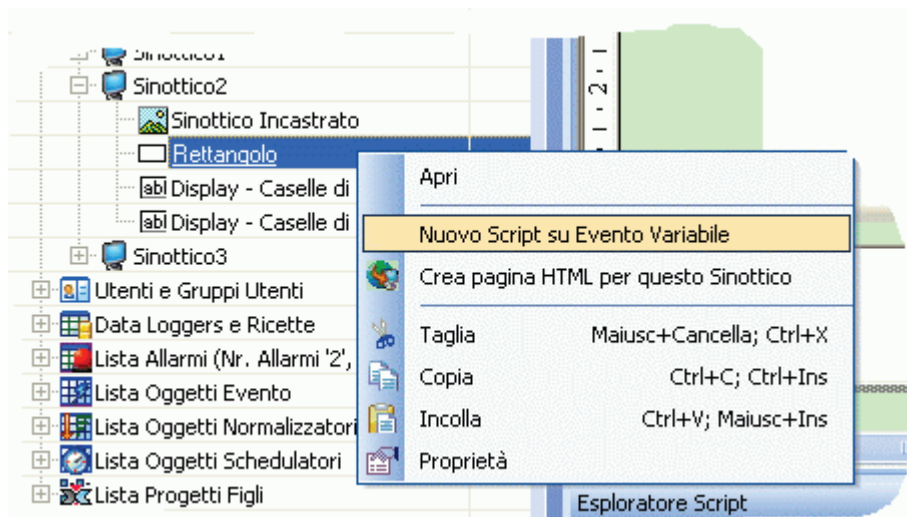 Sinottico1
Sinottico2
Sinottico Incastrato
Rettangolo
Display - Caselle di
Display - Caselle di
Sinottico3
Utenti e Gruppi Utenti
Data Loggers e Ricette
Lista Allarmi (Nr. Allarmi '2',
Lista Oggetti Evento
Lista Oggetti Normalizzatori
Lista Oggetti Schedulatori
Lista Progetti Figli
Apri
Nuovo Script su Evento Variabile
Crea pagina HTML per questo Sinottico
Taglia Maiusc+Cancella; Ctrl+X
Copia Ctrl+C; Ctrl+Ins
Incolla Ctrl+V; Maiusc+Ins
Proprietà
2
Esploratore Script